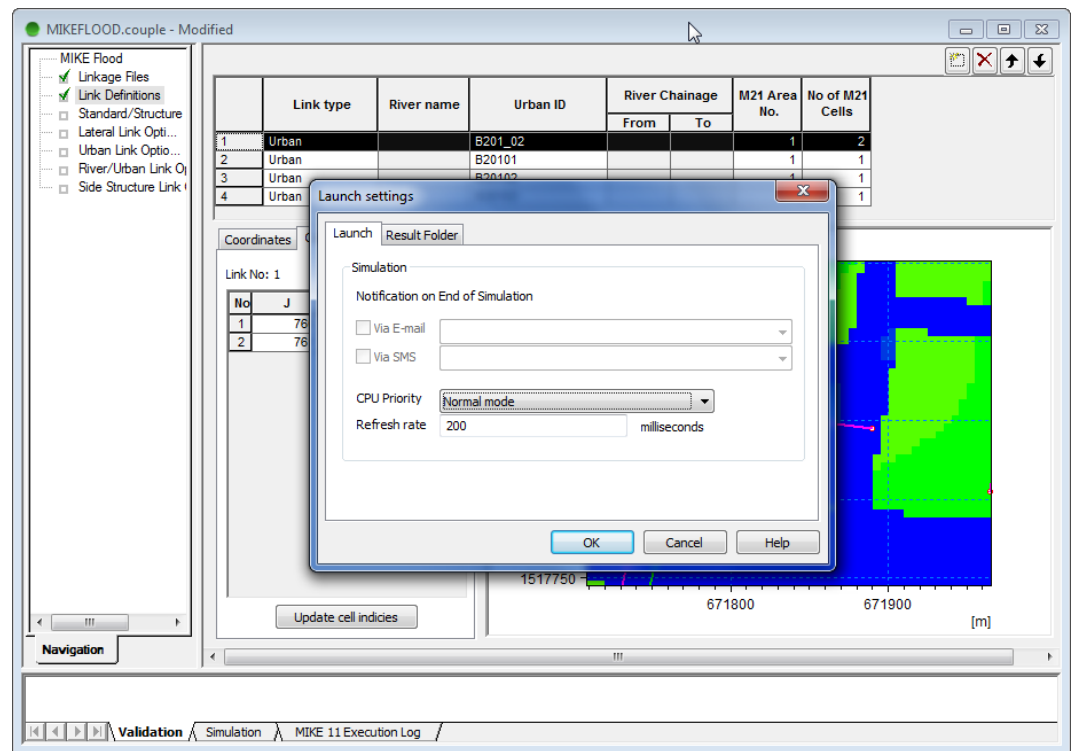 MIKEFLOOD.couple - Modified
MIKE Flood
Linkage Files
Link Definitions
Standard/Structure
Lateral Link Opti...
Urban Link Optio...
River/Urban Link
Side Structure Link
Link type River name Urban ID River Chainage M21 Area No. No of M21 Cells
From To
1 Urban B201_02 1 2
2 Urban B20101 1 1
3 Urban B20102 1 1
4 Urban 1
Launch settings
Launch Result Folder
Simulation
Notification on End of Simulation
Via E-mail
Via SMS
CPU Priority Normal mode
Refresh rate 200 milliseconds
OK Cancel Help
Coordinates
Link No: 1
No J
1 76
2 76
Update cell indicies
1517750
671800 671900
[m]
Navigation
Validation Simulation MIKE 11 Execution Log